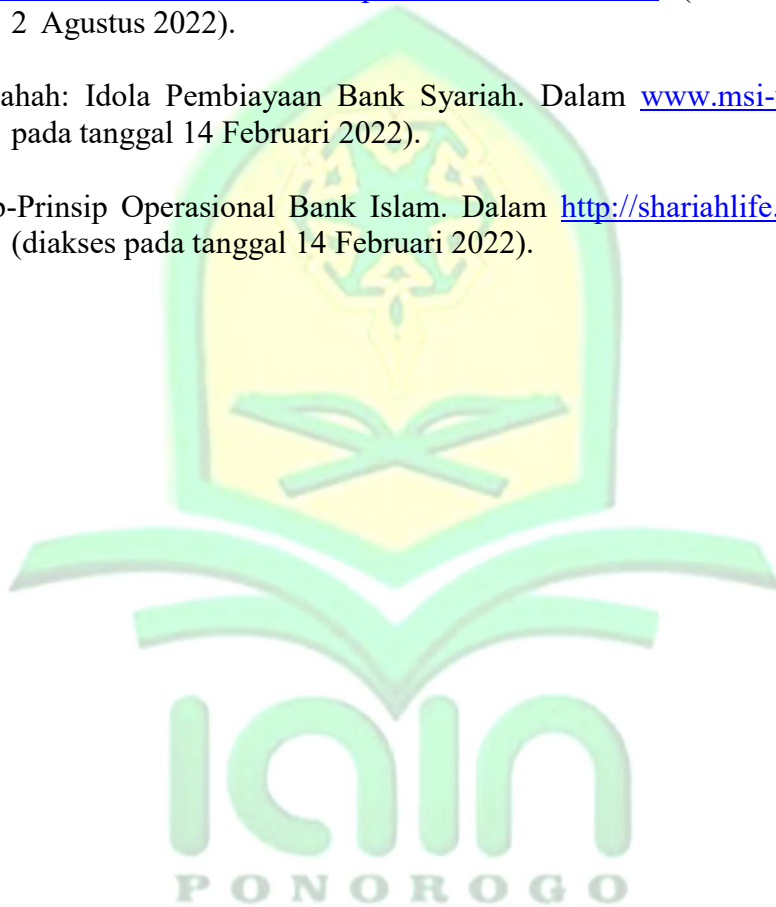 2 Agustus 2022).
ahah: Idola Pembiayaan Bank Syariah. Dalam www.msi-
pada tanggal 14 Februari 2022).
-Prinsip Operasional Bank Islam. Dalam http://shariahlife.
(diakses pada tanggal 14 Februari 2022).
iain
PONOROGO